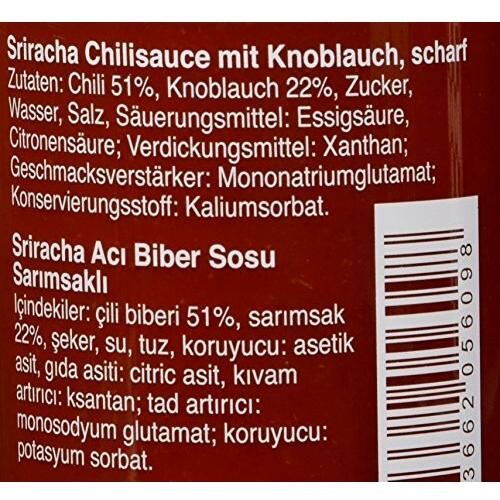 Sriracha Chilisauce mit Knoblauch, scharf
Zutaten: Chili 51%, Knoblauch 22%, Zucker,
Wasser, Salz, Säuerungsmittel: Essigsäure,
Citronensäure; Verdickungsmittel: Xanthan;
Geschmacksverstärker: Mononatriumglutamat;
Konservierungsstoff: Kaliumsorbat.
Sriracha Acı Biber Sosu
Sarımsaklı
İçindekiler: çili biberi 51%, sarımsak
22%, şeker, su, tuz, koruyucu: asetik
asit, gıda asiti: citric asit, kıvam
artırıcı: ksantan; tad artırıcı:
monosodyum glutamat; koruyucu:
potasyum sorbat.
3662056098